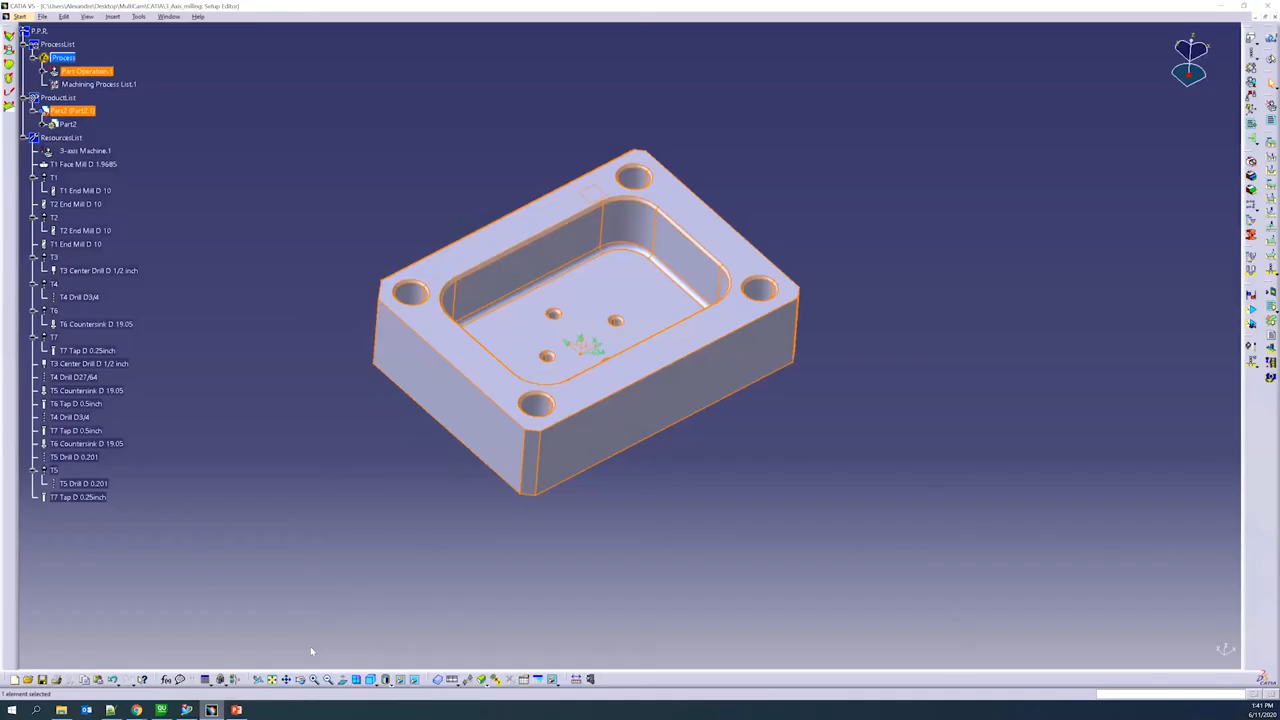 CATIA V5 - [C:\Users\Alexandre\Desktop\MultiCam\CATIA\3_Axis_milling: Setup Editor]
Start File Edit View Insert Tools Window Help
P.P.R.
ProcessList
Process
Part Operation.1
Machining Process List.1
ProductList
Part2 (Part2.1)
Part2
ResourcesList
3-axis Machine.1
T1 Face Mill D 1.9685
T1
T1 End Mill D 10
T2 End Mill D 10
T2
T2 End Mill D 10
T1 End Mill D 10
T3
T3 Center Drill D 1/2 inch
T4
T4 Drill D3/4
T6
T6 Countersink D 19.05
T7
T7 Tap D 0.25inch
T3 Center Drill D 1/2 inch
T4 Drill D27/64
T5 Countersink D 19.05
T6 Tap D 0.5inch
T4 Drill D3/4
T7 Tap D 0.5inch
T6 Countersink D 19.05
T5 Drill D 0.201
T5
T5 Drill D 0.201
T7 Tap D 0.25inch
1 element selected
1:41 PM
6/11/2020